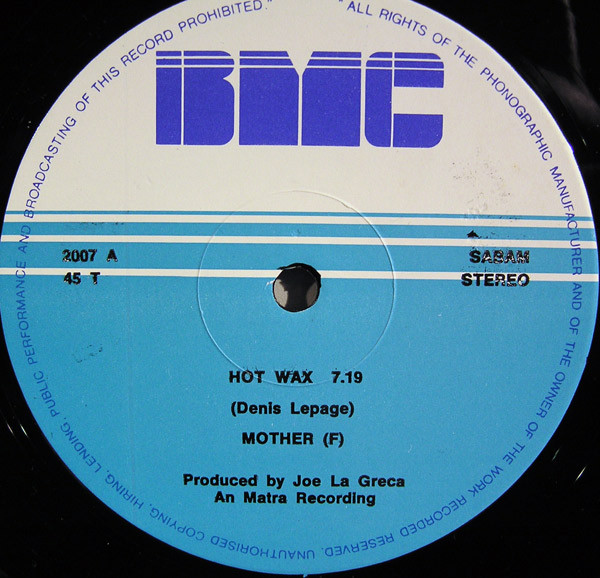 " ALL RIGHTS OF THE PHONOGRAPHIC MANUFACTURER AND OF THE OWNER OF THE WORK RECORDED RESERVED. UNAUTHORISED COPYING, HIRING, LENDING, PUBLIC PERFORMANCE AND BROADCASTING OF THIS RECORD PROHIBITED."
BMC
2007 A
SABAM
45 T
STEREO
HOT WAX 7.19
(Denis Lepage)
MOTHER (F)
Produced by Joe La Greca
An Matra Recording